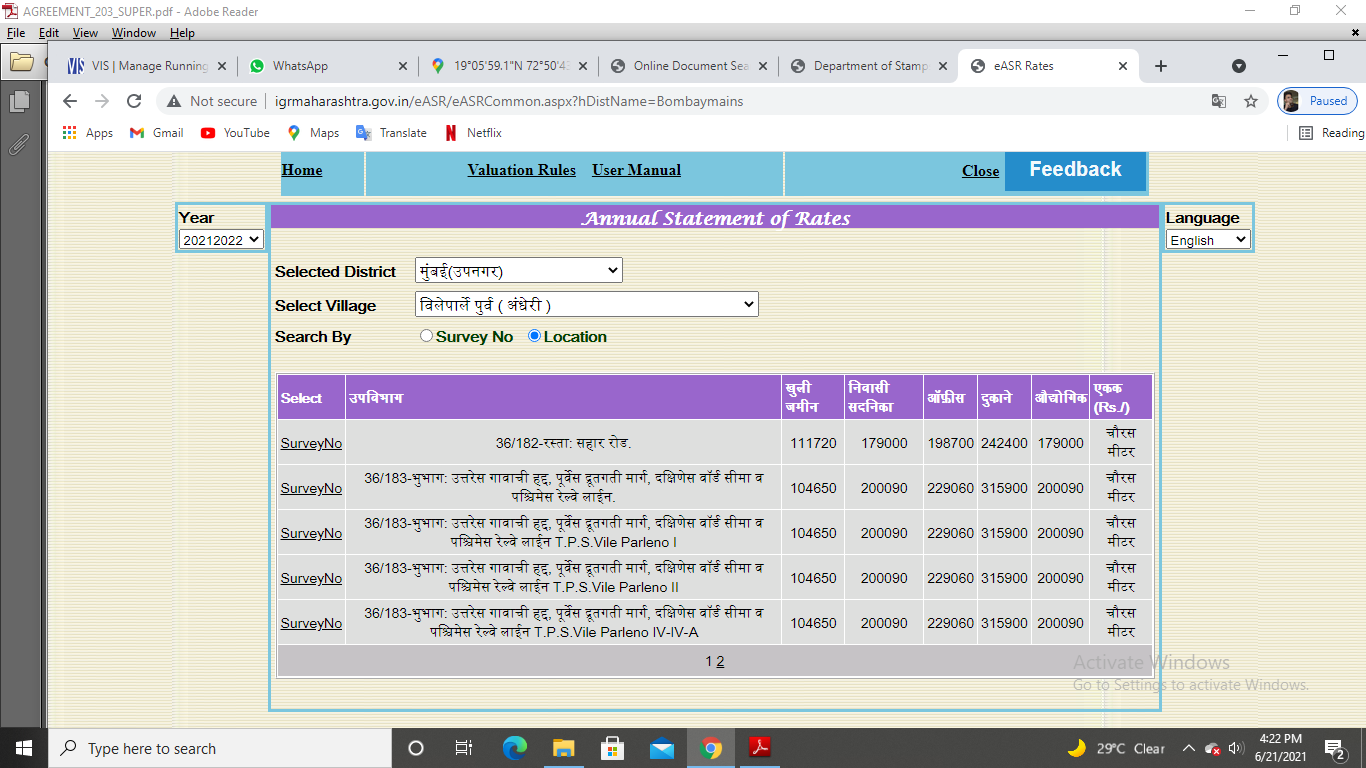 AGREEMENT_203_SUPER.pdf - Adobe Reader
File Edit View Window Help
VIS | Manage Running
WhatsApp
19°05'59.1"N 72°50'43
Online Document Sea
Department of Stamp
eASR Rates
Not secure | igrmaharashtra.gov.in/eASR/eASRCommon.aspx?hDistName=Bombaymains
Paused
Apps Gmail YouTube Maps Translate Netflix Reading
Home Valuation Rules User Manual Close Feedback
Year Annual Statement of Rates Language
20212022 English
Selected District मुंबई(उपनगर)
Select Village विलेपार्ले पुर्व ( अंधेरी )
Search By Survey No Location
Select उपविभाग खुली जमीन निवासी सदनिका ऑफ़ीस दुकाने औद्योगिक एकक (Rs./)
SurveyNo 36/182-रस्ता: सहार रोड. 111720 179000 198700 242400 179000 चौरस मीटर
SurveyNo 36/183-भुभाग: उत्तरेस गावाची हद्द, पूर्वेस द्रूतगती मार्ग, दक्षिणेस वॉर्ड सीमा व
पश्चिमेस रेल्वे लाईन. 104650 200090 229060 315900 200090 चौरस मीटर
SurveyNo 36/183-भुभाग: उत्तरेस गावाची हद्द, पूर्वेस द्रूतगती मार्ग, दक्षिणेस वॉर्ड सीमा व
पश्चिमेस रेल्वे लाईन T.P.S.Vile Parleno I 104650 200090 229060 315900 200090 चौरस मीटर
SurveyNo 36/183-भुभाग: उत्तरेस गावाची हद्द, पूर्वेस द्रूतगती मार्ग, दक्षिणेस वॉर्ड सीमा व
पश्चिमेस रेल्वे लाईन T.P.S.Vile Parleno II 104650 200090 229060 315900 200090 चौरस मीटर
SurveyNo 36/183-भुभाग: उत्तरेस गावाची हद्द, पूर्वेस द्रूतगती मार्ग, दक्षिणेस वॉर्ड सीमा व
पश्चिमेस रेल्वे लाईन T.P.S.Vile Parleno IV-IV-A 104650 200090 229060 315900 200090 चौरस मीटर
1 2
Activate Windows
Go to Settings to activate Windows.
Type here to search
29°C Clear
4:22 PM
6/21/2021
2